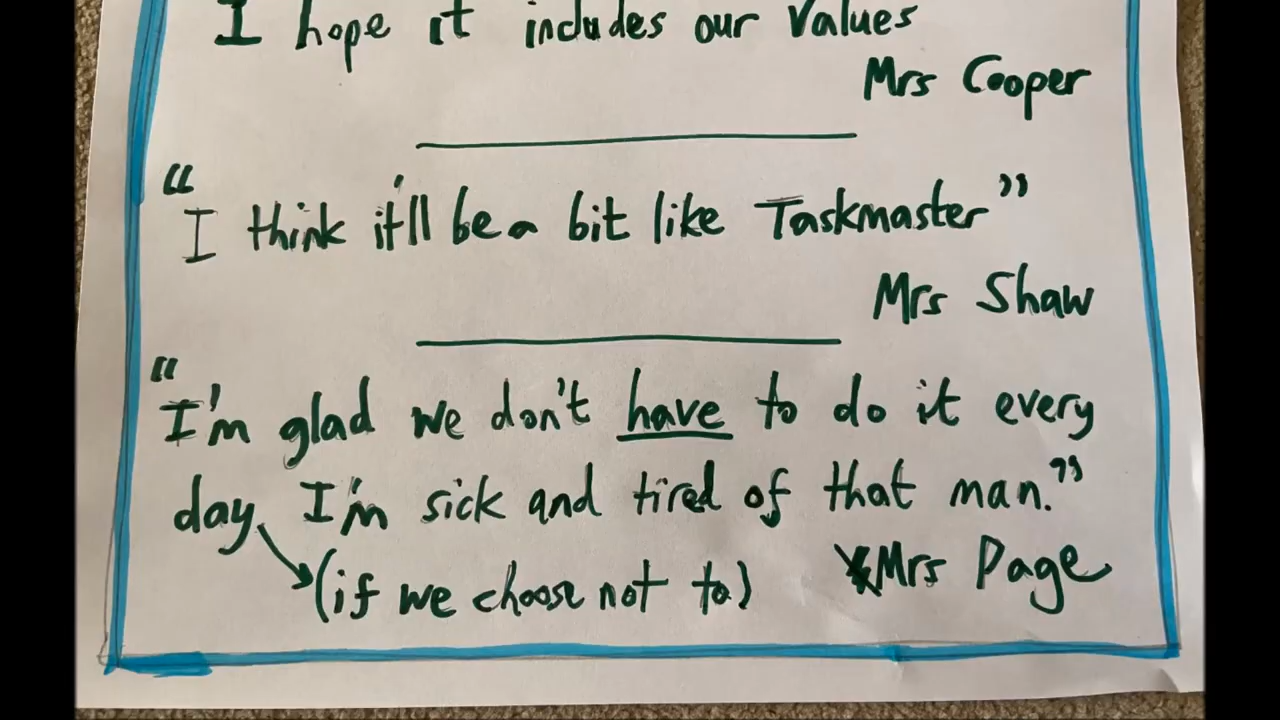 I hope it includes our values
Mrs Cooper
“
I think it'll be a bit like Taskmaster”
Mrs Shaw
“
I'm glad we don't have to do it every
day, I'm sick and tired of that man.”
(if we choose not to) Mrs Page